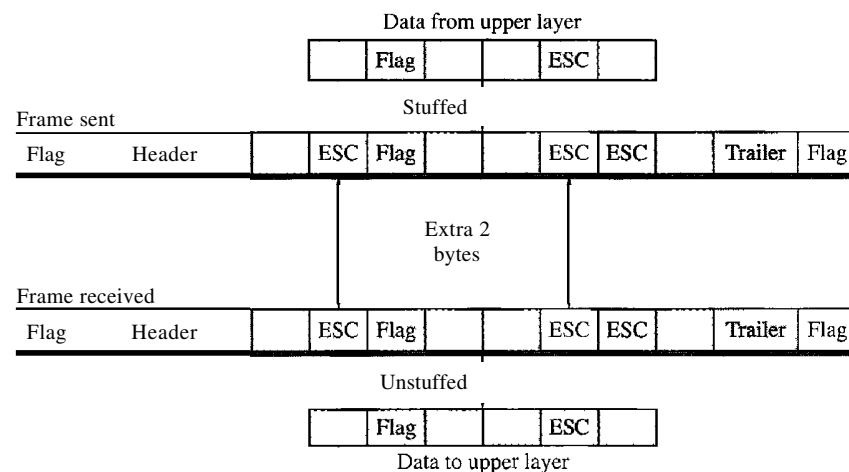 Data from upper layer
Flag ESC
Stuffed
Frame sent
Flag Header ESC Flag ESC ESC Trailer Flag
Extra 2
bytes
Frame received
Flag Header ESC Flag ESC ESC Trailer Flag
Unstuffed
Flag ESC
Data to upper layer